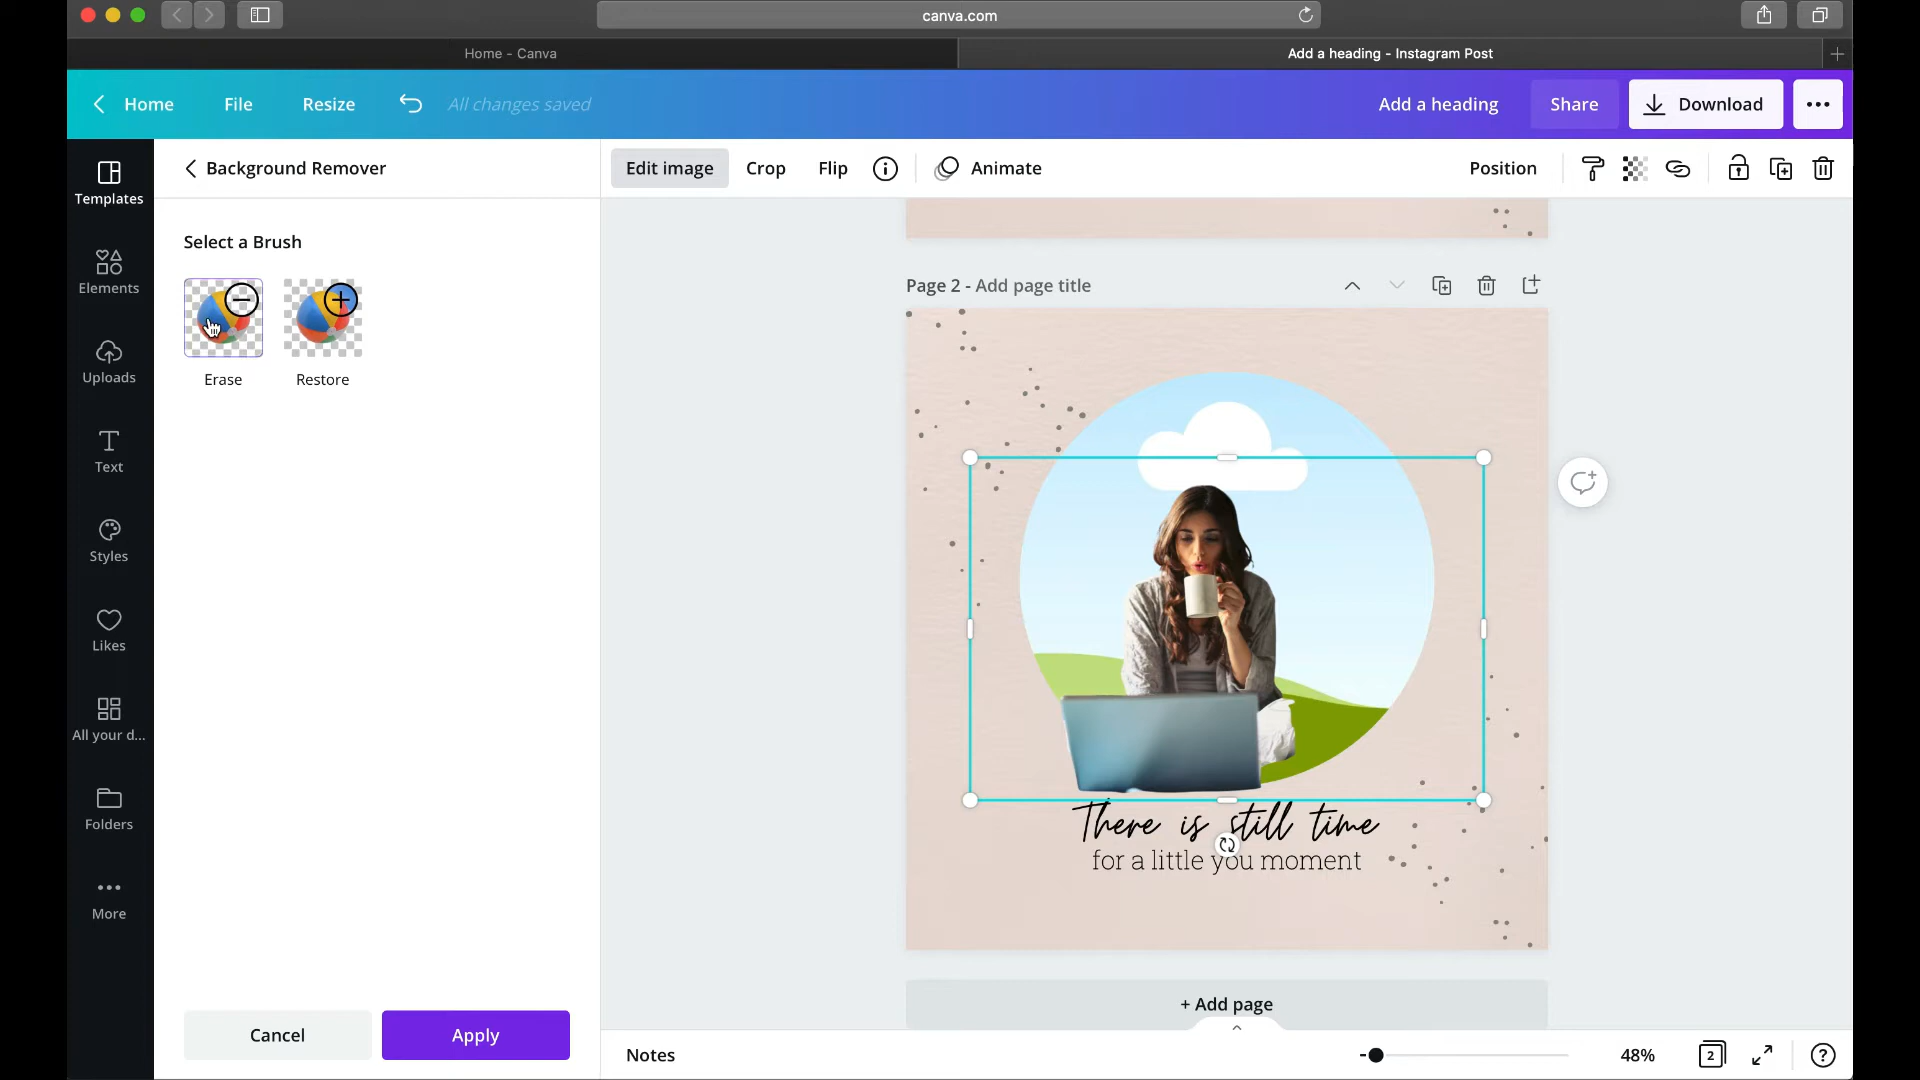 canva.com
Home - Canva
Add a heading - Instagram Post
Home
File
Resize
All changes saved
Add a heading
Share
Download
Background Remover
Edit image
Crop
Flip
Animate
Position
Templates
Elements
Uploads
Text
Styles
Likes
All your d...
Folders
More
Select a Brush
Erase
Restore
Cancel
Apply
Page 2 - Add page title
There is still time
for a little you moment
+ Add page
Notes
48%
2